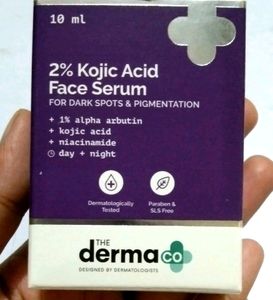 10 ml
2% Kojic Acid
Face Serum
FOR DARK SPOTS & PIGMENTATION
+ 1% alpha arbutin
+ kojic acid
+ niacinamide
day + night
Dermatologically
Tested
Paraben &
SLS Free
THE
derma co
DESIGNED BY DERMATOLOGISTS